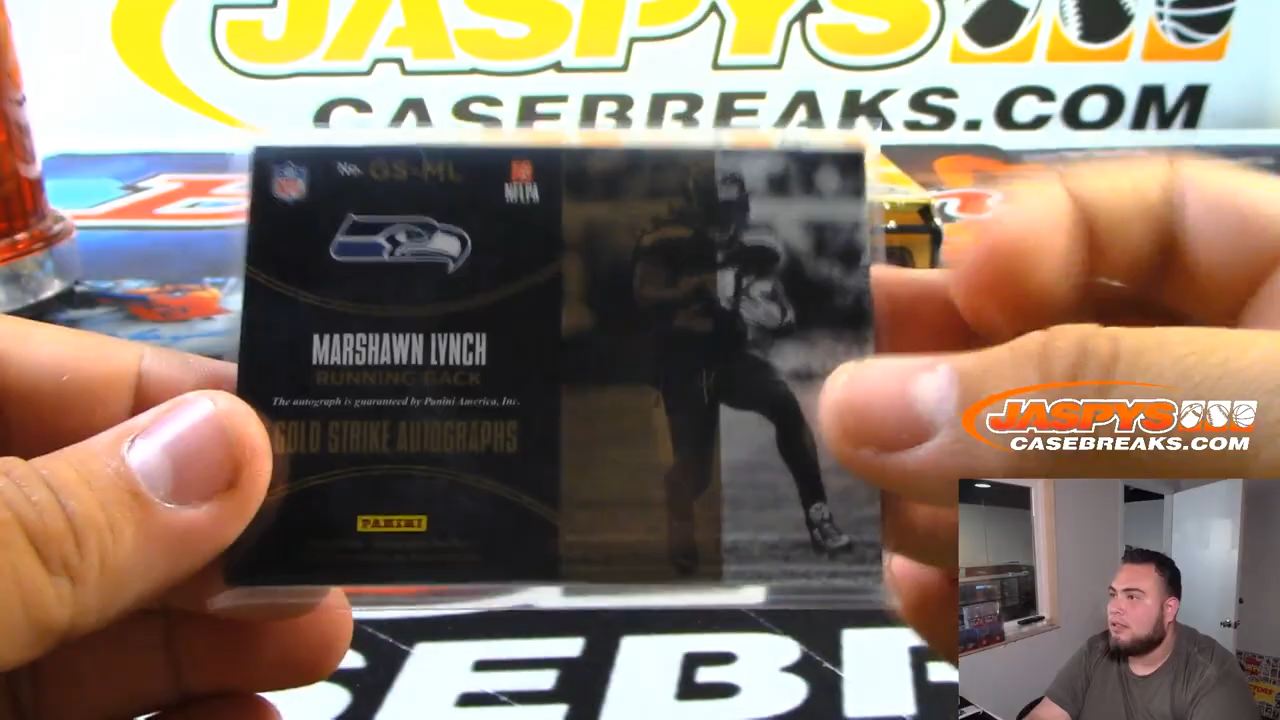 JASPYS
CASEBREAKS.COM
No. GS-ML
NFLPA
MARSHAWN LYNCH
RUNNING BACK
The autograph is guaranteed by Panini America, Inc.
GOLD STRIKE AUTOGRAPHS
PANINI
JASPYS
CASEBREAKS.COM
SEB